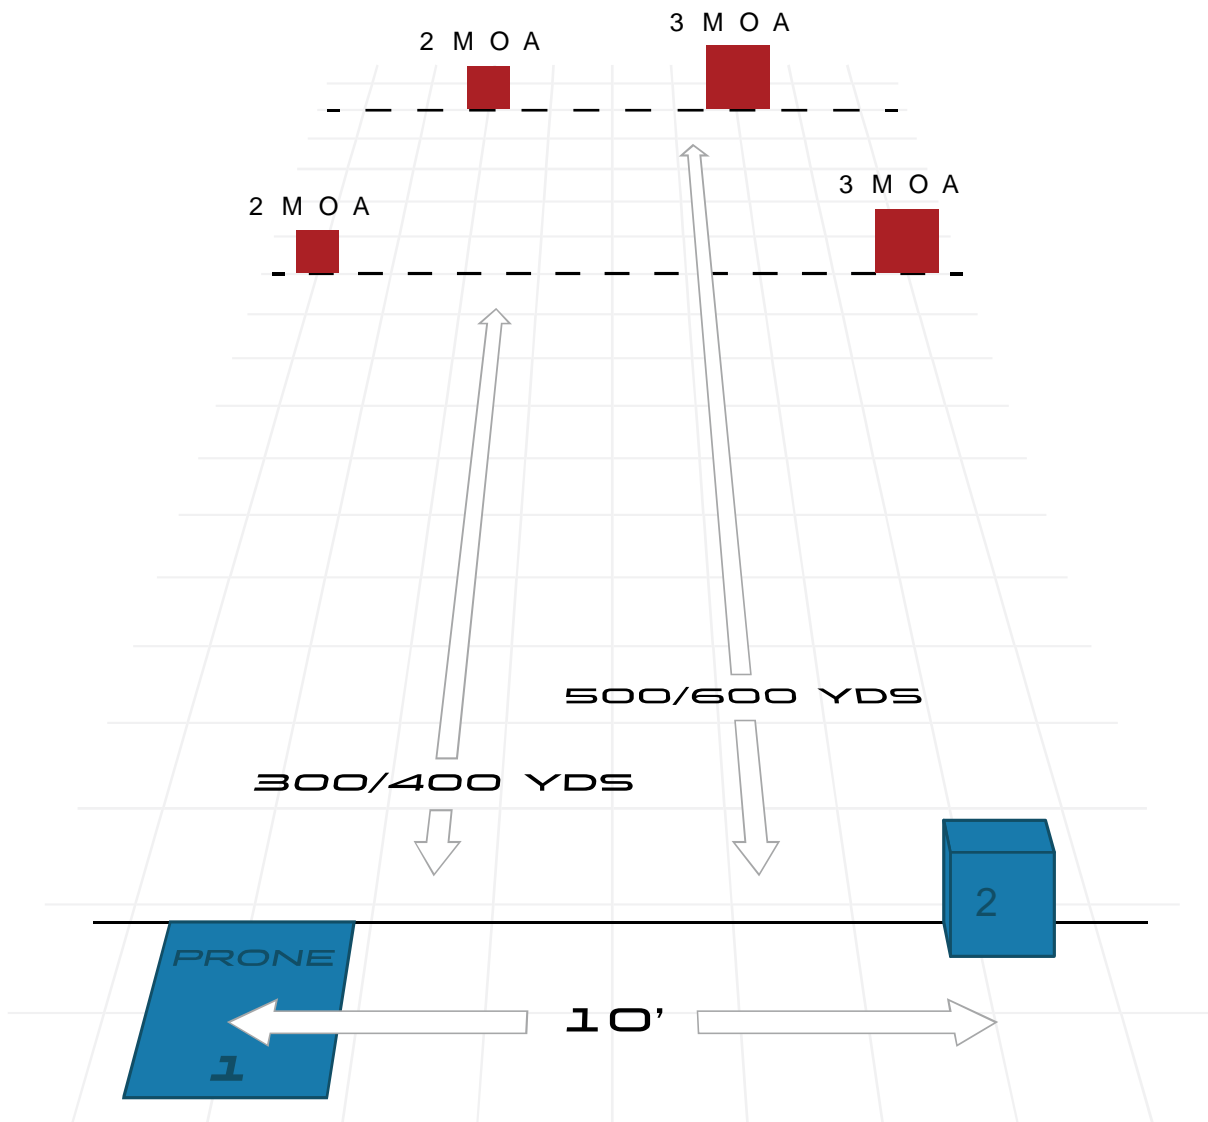 3 M O A
2 M O A
3 M O A
2 M O A
500/600 YDS
300/400 YDS
2
PRONE
10’
1